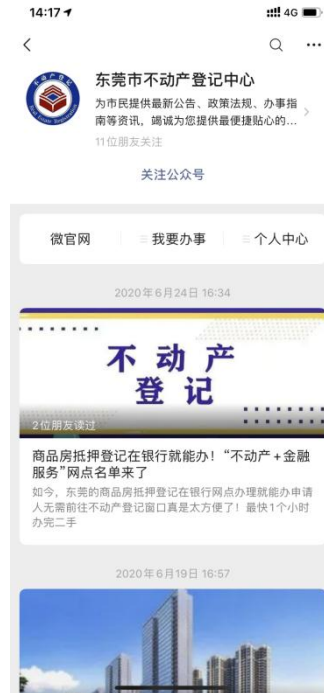 14:17
4G
东莞市不动产登记中心
为市民提供最新公告、政策法规、办事指
南等资讯，竭诚为您提供最便捷贴心的...
11位朋友关注
关注公众号
微官网
我要办事
个人中心
2020年6月24日 16:34
不动产
登记
2位朋友读过
商品房抵押登记在银行就能办！“不动产+金融
服务”网点名单来了
如今，东莞的商品房抵押登记在银行网点办理就能办申请
人无需前往不动产登记窗口真是太方便了！最快1个小时
办完二手
2020年6月19日 16:57